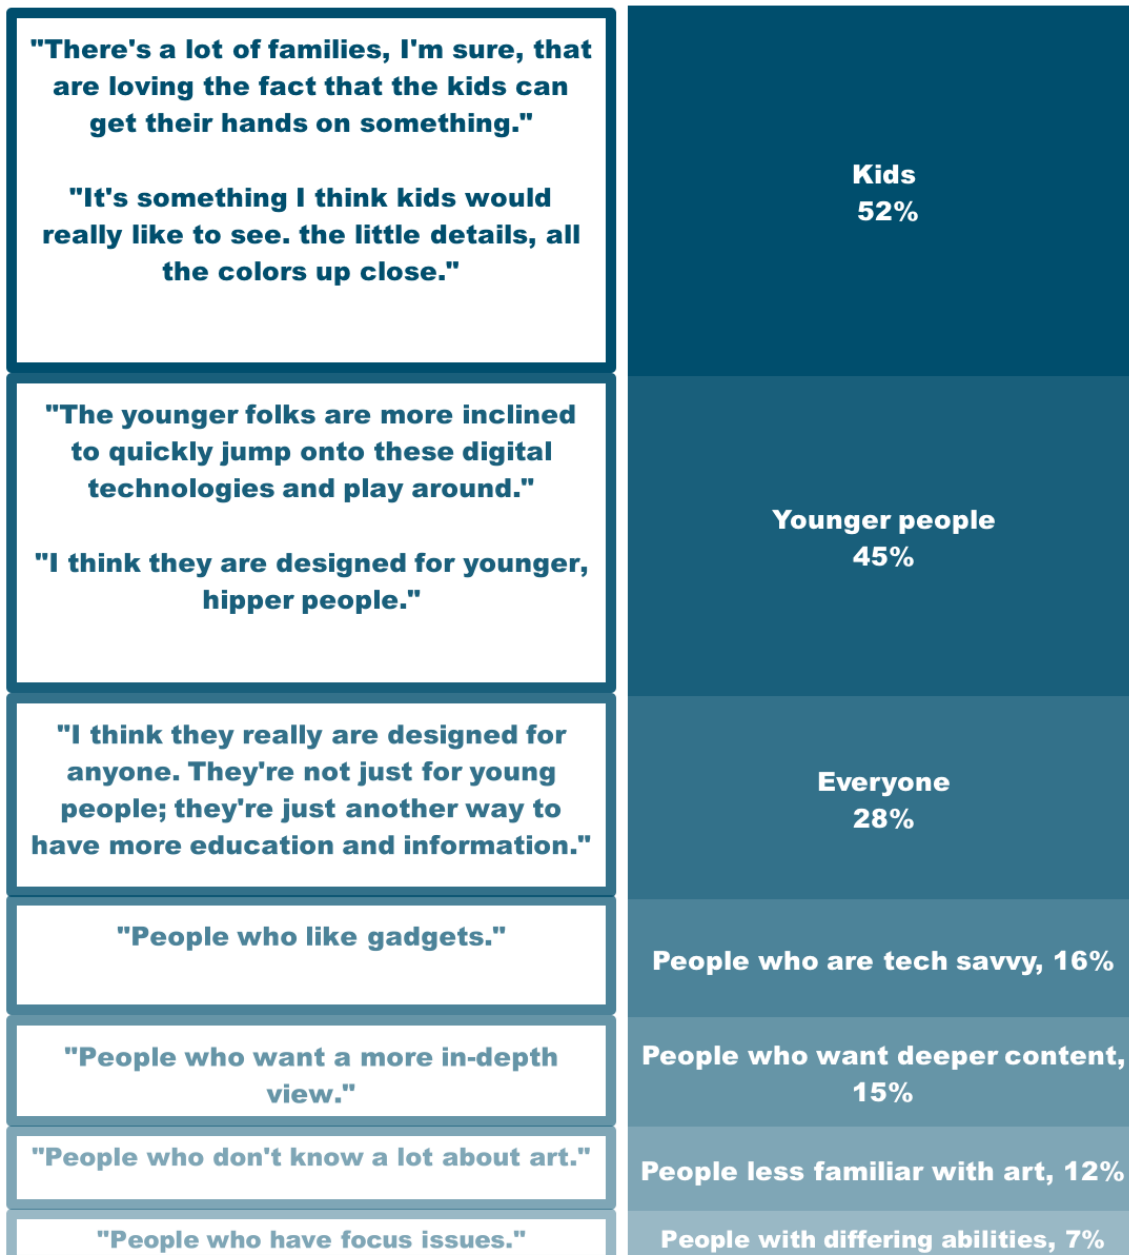 "There's a lot of families, I'm sure, that
are loving the fact that the kids can
get their hands on something."
"It's something I think kids would
really like to see. the little details, all
the colors up close."
Kids
52%
"The younger folks are more inclined
to quickly jump onto these digital
technologies and play around."
"I think they are designed for younger,
hipper people."
Younger people
45%
"I think they really are designed for
anyone. They're not just for young
people; they're just another way to
have more education and information."
Everyone
28%
"People who like gadgets."
People who are tech savvy, 16%
"People who want a more in-depth
view."
People who want deeper content,
15%
"People who don't know a lot about art."
People less familiar with art, 12%
"People who have focus issues."
People with differing abilities, 7%